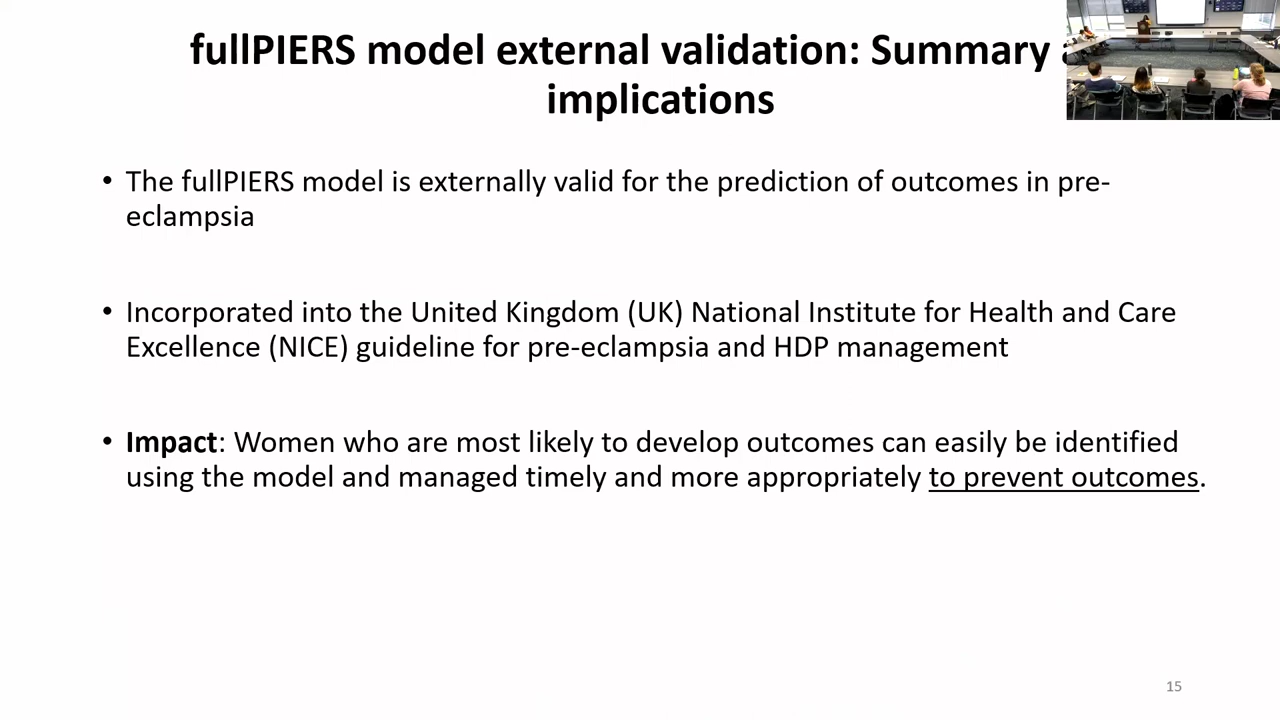 fullPIERS model external validation: Summary
implications
• The fullPIERS model is externally valid for the prediction of outcomes in pre-
eclampsia
• Incorporated into the United Kingdom (UK) National Institute for Health and Care
Excellence (NICE) guideline for pre-eclampsia and HDP management
• Impact: Women who are most likely to develop outcomes can easily be identified
using the model and managed timely and more appropriately to prevent outcomes.
15